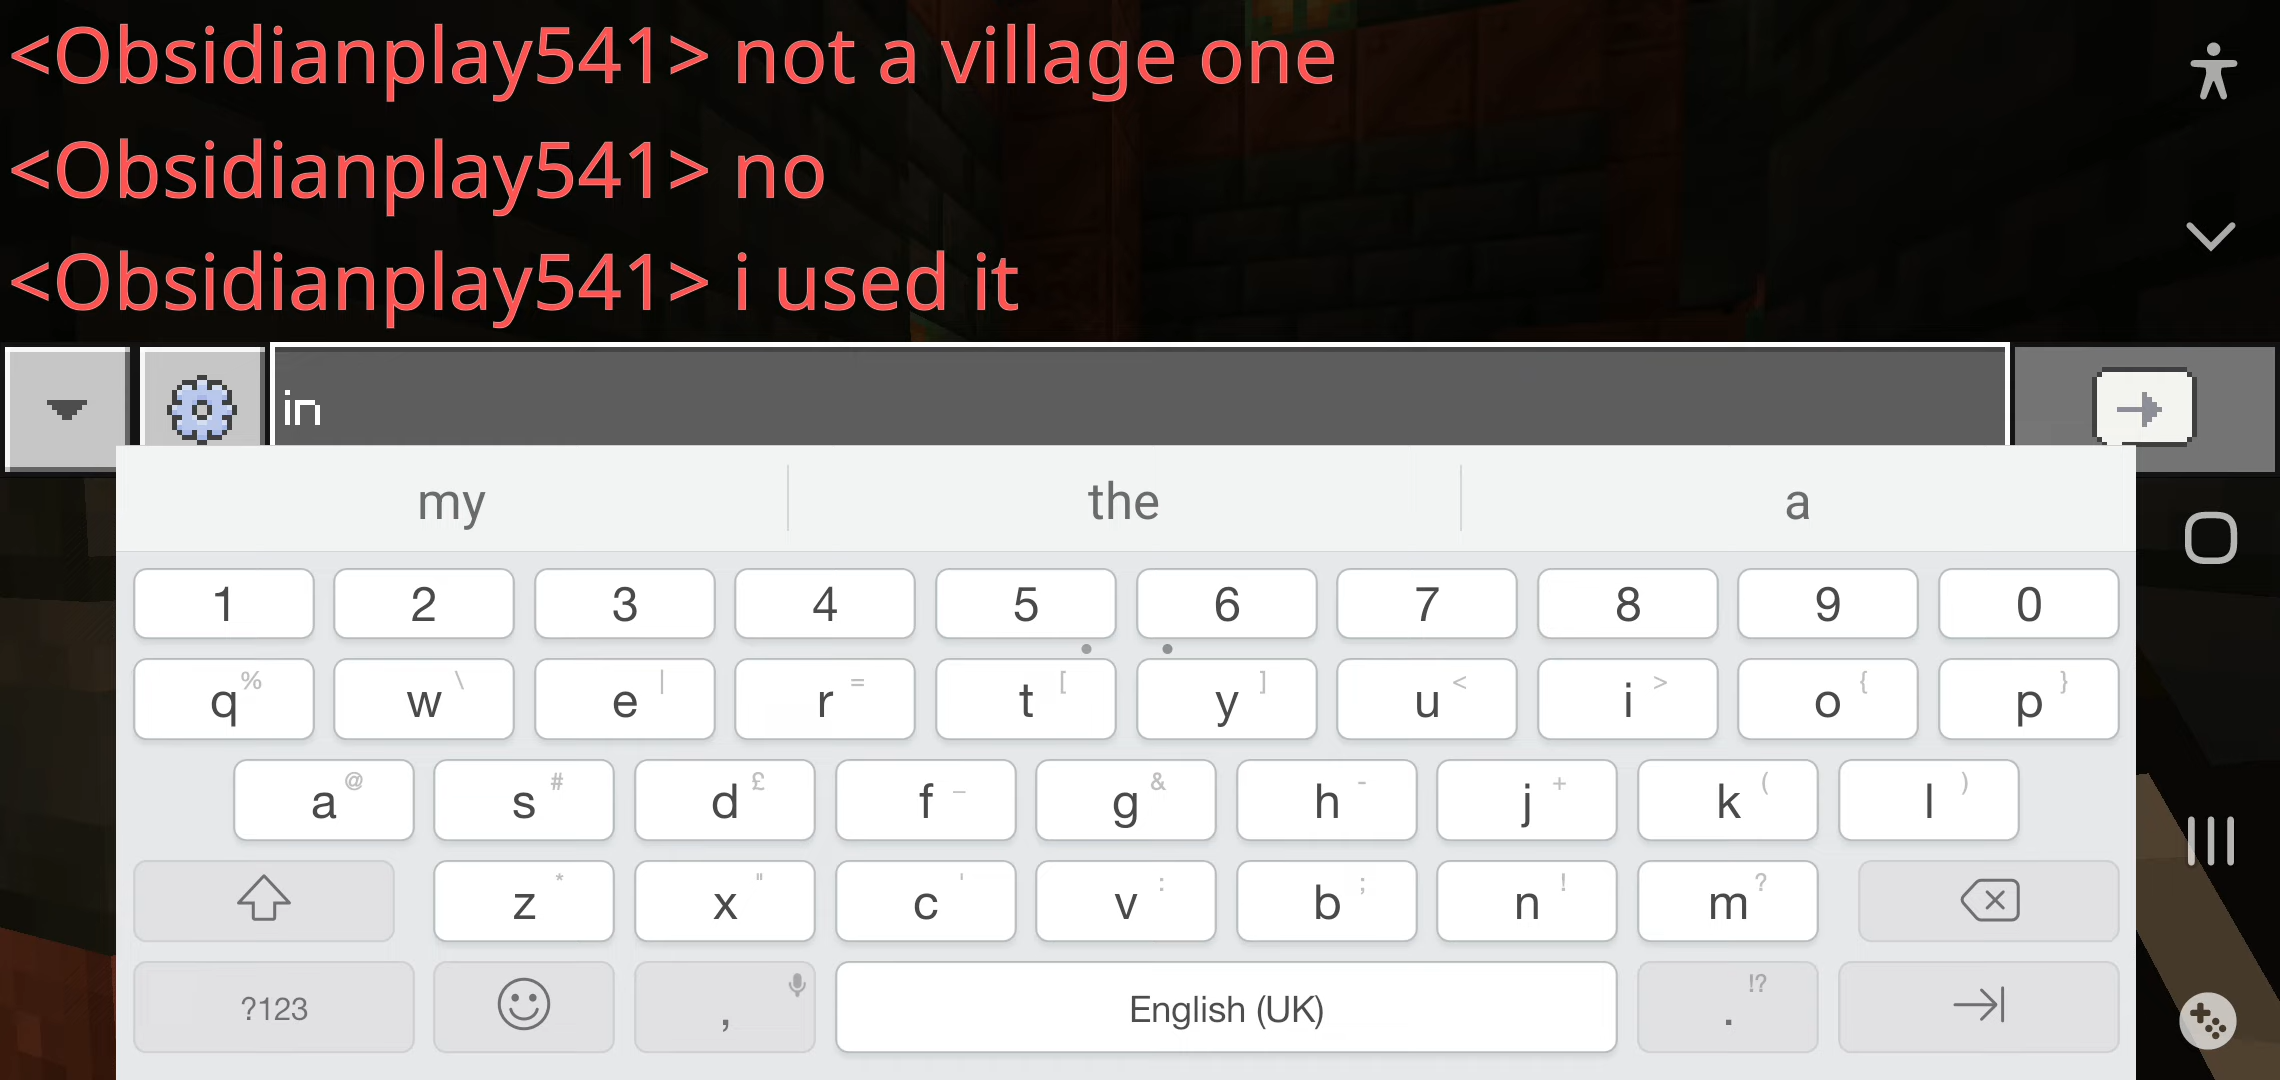 <Obsidianplay541> not a village one
<Obsidianplay541> no
<Obsidianplay541> i used it
in
my the a
1 2 3 4 5 6 7 8 9 0
q % w \ e | r = t [ y ] u < i > o { p }
a @ s # d £ f _ g & h - j + k ( l )
z * x " c ' v : b ; n ! m ?
?123 , English (UK) . !?